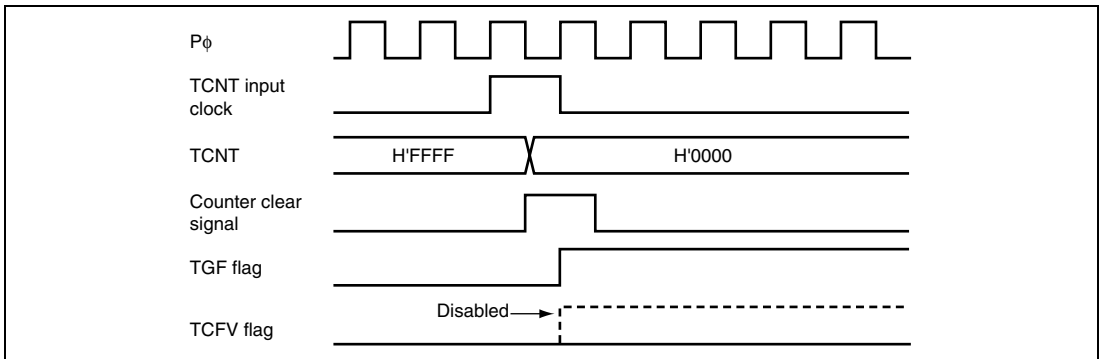 Pϕ
TCNT input
clock
TCNT
H'FFFF
H'0000
Counter clear
signal
TGF flag
Disabled
TCFV flag